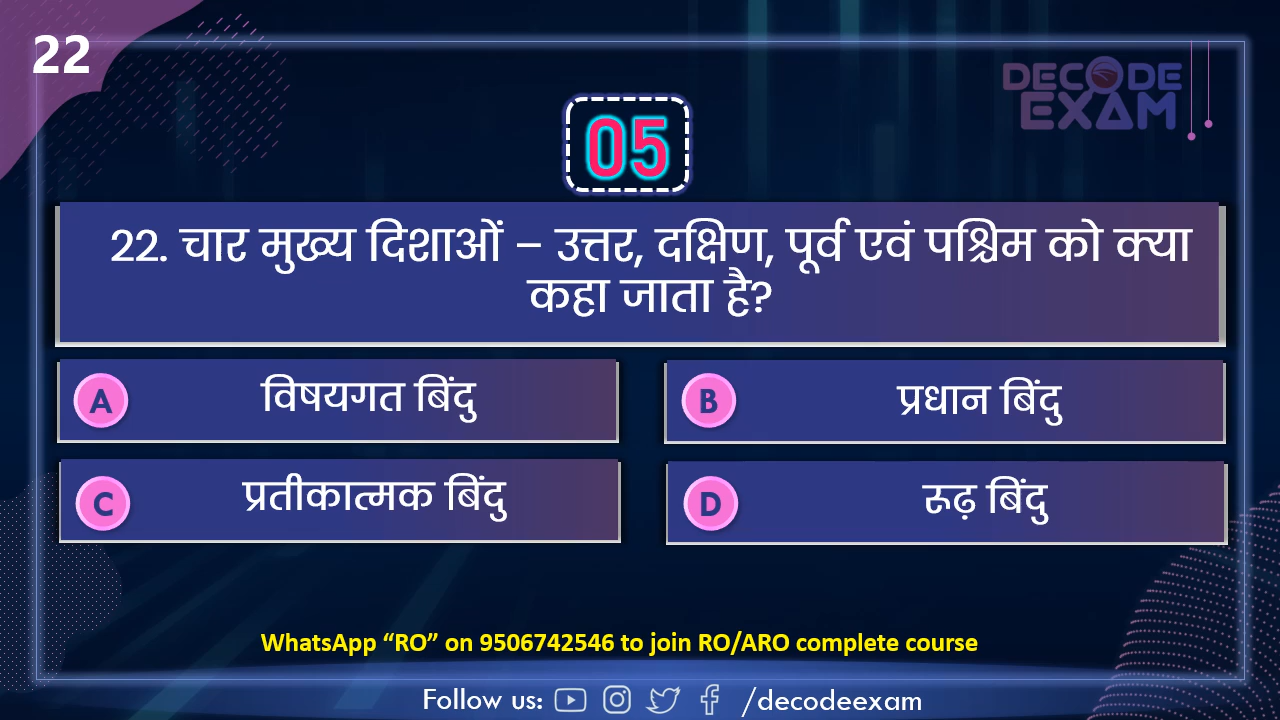 22
DECODE
EXAM
05
22. चार मुख्य दिशाओं – उत्तर, दक्षिण, पूर्व एवं पश्चिम को क्या
कहा जाता है?
A विषयगत बिंदु
B प्रधान बिंदु
C प्रतीकात्मक बिंदु
D रूढ़ बिंदु
WhatsApp “RO” on 9506742546 to join RO/ARO complete course
Follow us: /decodeexam